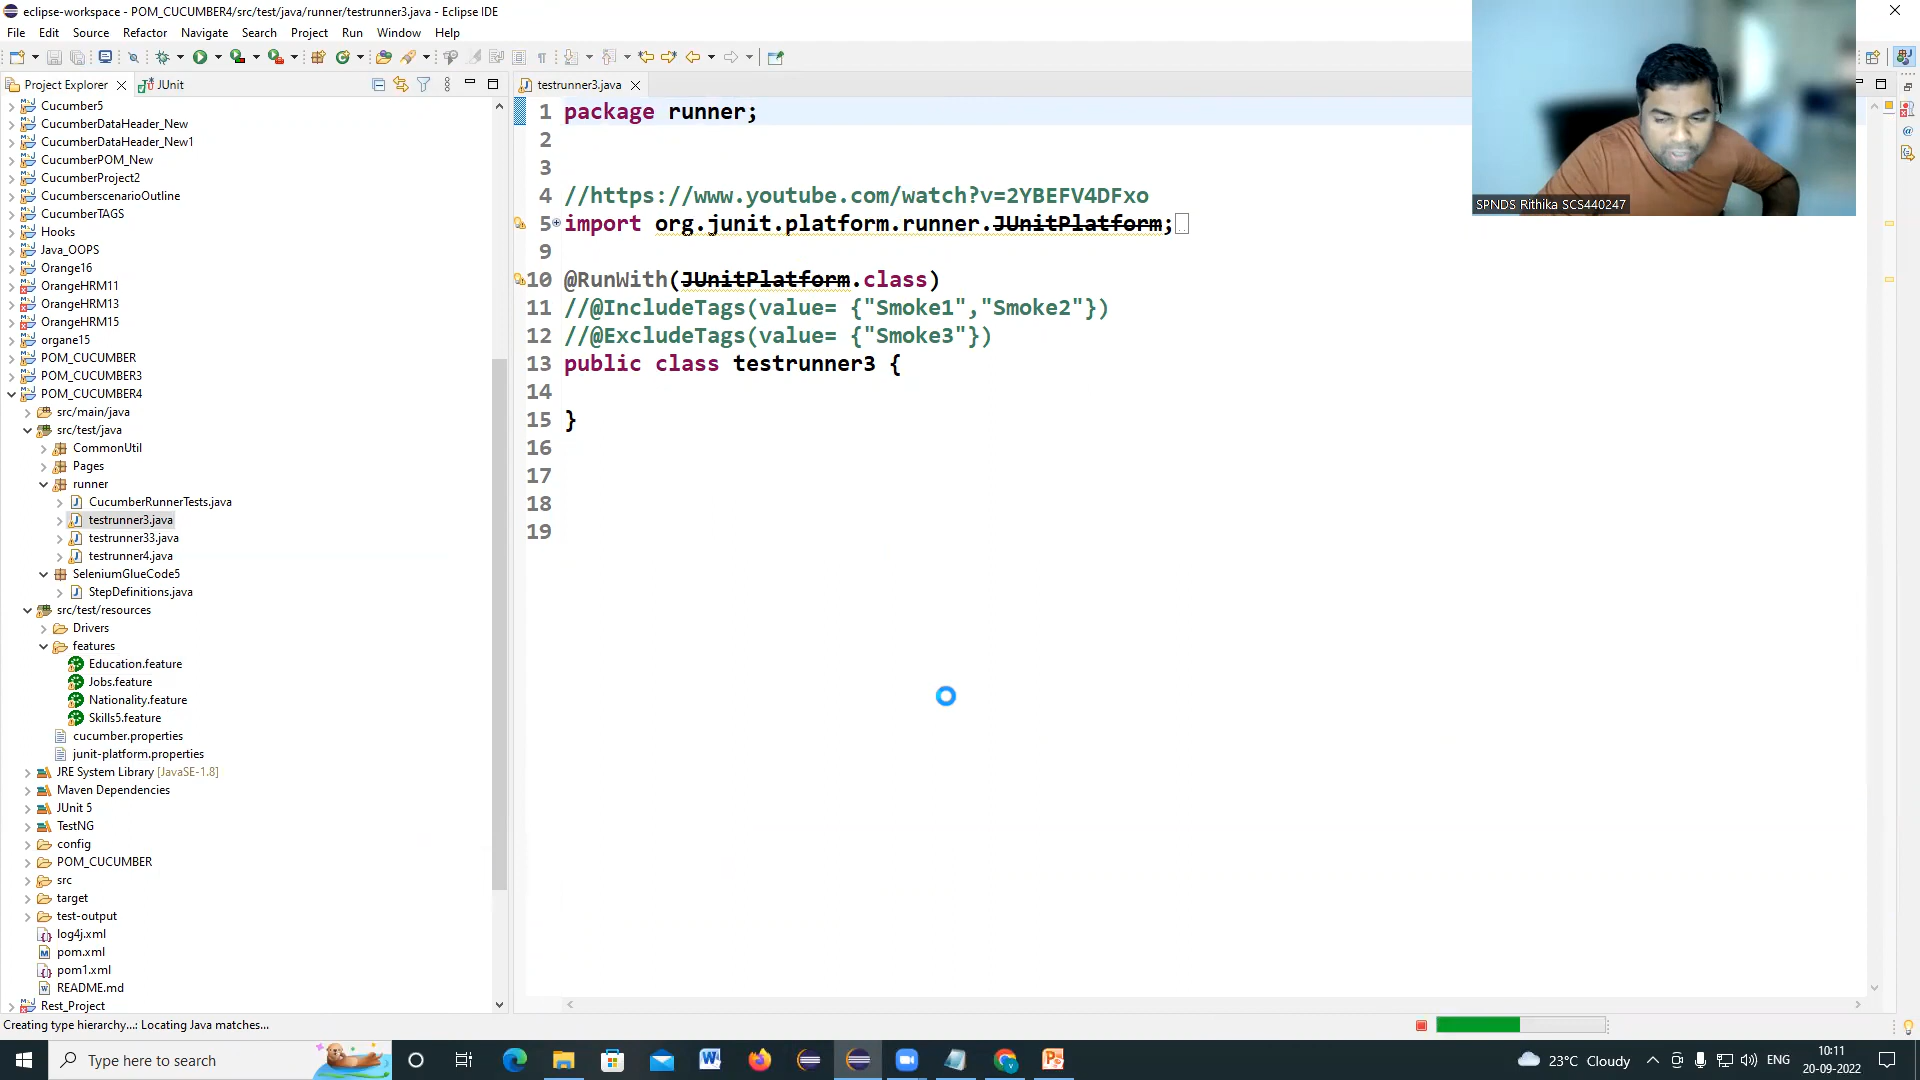 eclipse-workspace - POM_CUCUMBER4/src/test/java/runner/testrunner3.java - Eclipse IDE
File Edit Source Refactor Navigate Search Project Run Window Help
Project Explorer
JUnit
testrunner3.java
Cucumber5
CucumberDataHeader_New
CucumberDataHeader_New1
CucumberPOM_New
CucumberProject2
CucumberscenarioOutline
CucumberTAGS
Hooks
Java_OOPS
Orange16
OrangeHRM11
OrangeHRM13
OrangeHRM15
organe15
POM_CUCUMBER
POM_CUCUMBER3
POM_CUCUMBER4
src/main/java
src/test/java
CommonUtil
Pages
runner
CucumberRunnerTests.java
testrunner3.java
testrunner33.java
testrunner4.java
SeleniumGlueCode5
StepDefinitions.java
src/test/resources
Drivers
features
Education.feature
Jobs.feature
Nationality.feature
Skills5.feature
cucumber.properties
junit-platform.properties
JRE System Library [JavaSE-1.8]
Maven Dependencies
JUnit 5
TestNG
config
POM_CUCUMBER
src
target
test-output
log4j.xml
pom.xml
pom1.xml
README.md
Rest_Project
1 package runner;
2
3
4 //https://www.youtube.com/watch?v=2YBEFV4DFxo
5 import org.junit.platform.runner.JUnitPlatform;
9
10 @RunWith(JUnitPlatform.class)
11 //@IncludeTags(value= {"Smoke1","Smoke2"})
12 //@ExcludeTags(value= {"Smoke3"})
13 public class testrunner3 {
14
15 }
16
17
18
19
SPNDS Rithika SCS440247
Creating type hierarchy...: Locating Java matches...
Type here to search
23°C Cloudy
ENG
10:11
20-09-2022